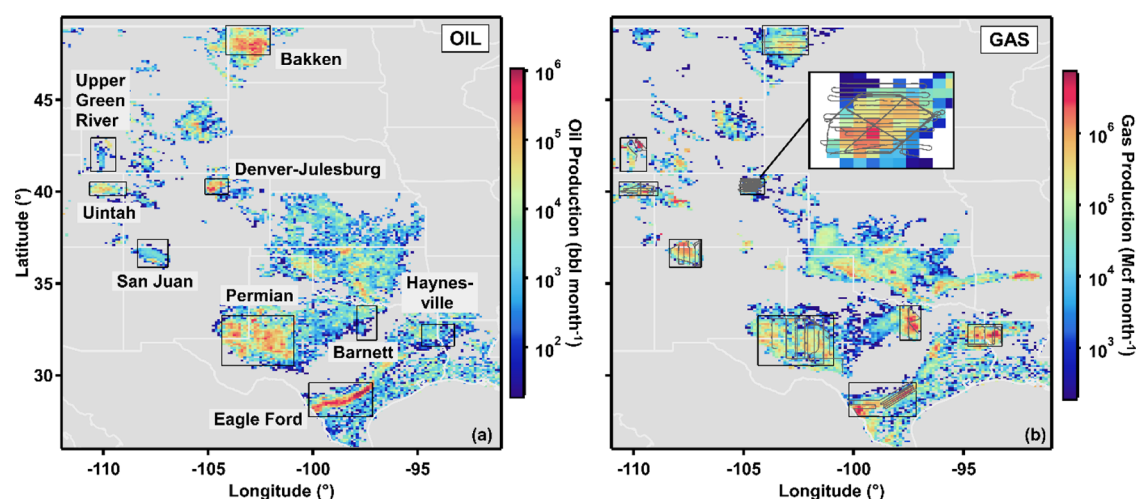 OIL
Bakken
Upper
Green
River
Denver-Julesburg
Uintah
San Juan
Permian
Haynes-
ville
Barnett
Eagle Ford
(a)
45
40
35
30
Latitude (°)
-110
-105
-100
-95
Longitude (°)
10⁶
10⁵
10⁴
10³
10²
Oil Production (bbl month⁻¹)
GAS
(b)
-110
-105
-100
-95
Longitude (°)
10⁶
10⁵
10⁴
10³
Gas Production (Mcf month⁻¹)